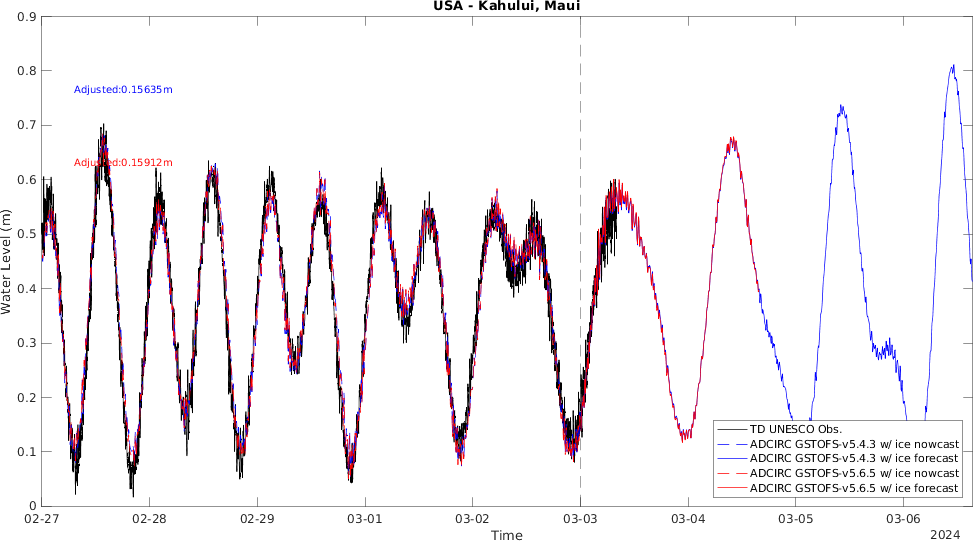 USA - Kahului, Maui
0.9
0.8
Adjusted:0.15635m
0.7
Adjusted:0.15912m
0.6
0.5
Water Level (m)
0.4
0.3
0.2
0.1
0
TD UNESCO Obs.
ADCIRC GSTOFS-v5.4.3 w/ ice nowcast
ADCIRC GSTOFS-v5.4.3 w/ ice forecast
ADCIRC GSTOFS-v5.6.5 w/ ice nowcast
ADCIRC GSTOFS-v5.6.5 w/ ice forecast
02-27 02-28 02-29 03-01 03-02 03-03 03-04 03-05 03-06
Time
2024